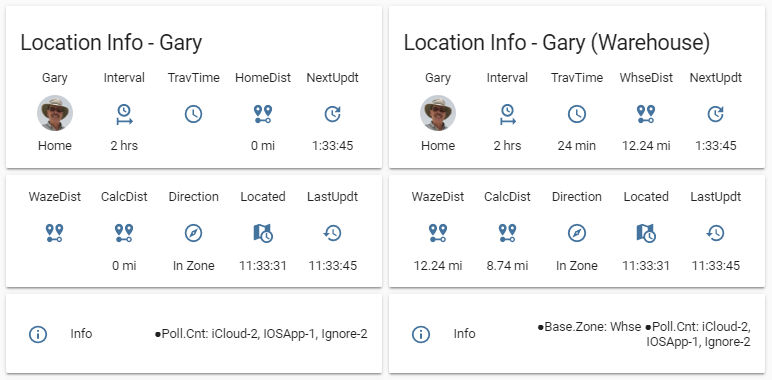 Location Info - Gary
Gary Interval TravTime HomeDist NextUpdt
Home 2 hrs 0 mi 1:33:45
WazeDist CalcDist Direction Located LastUpdt
0 mi In Zone 11:33:31 11:33:45
Info ●Poll.Cnt: iCloud-2, IOSApp-1, Ignore-2
Location Info - Gary (Warehouse)
Gary Interval TravTime WhseDist NextUpdt
Home 2 hrs 24 min 12.24 mi 1:33:45
WazeDist CalcDist Direction Located LastUpdt
12.24 mi 8.74 mi In Zone 11:33:31 11:33:45
Info ●Base.Zone: Whse ●Poll.Cnt: iCloud-2,
IOSApp-1, Ignore-2